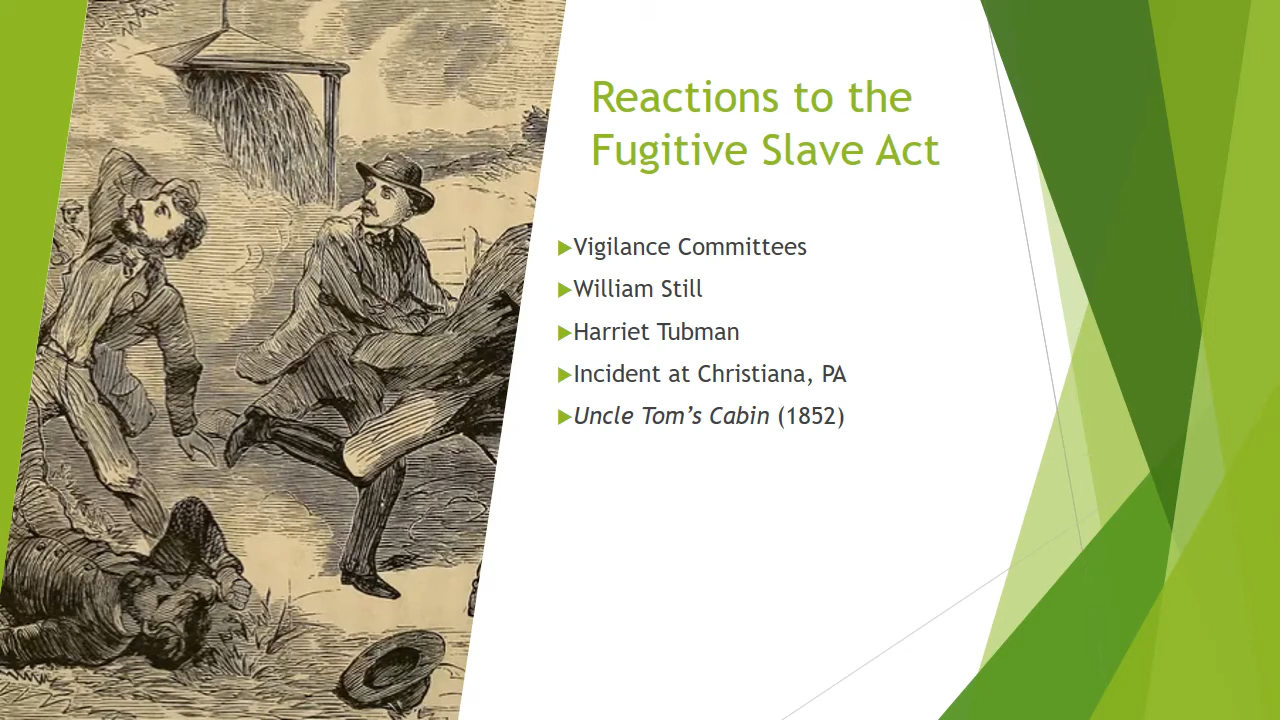 Reactions to the
Fugitive Slave Act
Vigilance Committees
William Still
Harriet Tubman
Incident at Christiana, PA
Uncle Tom’s Cabin (1852)